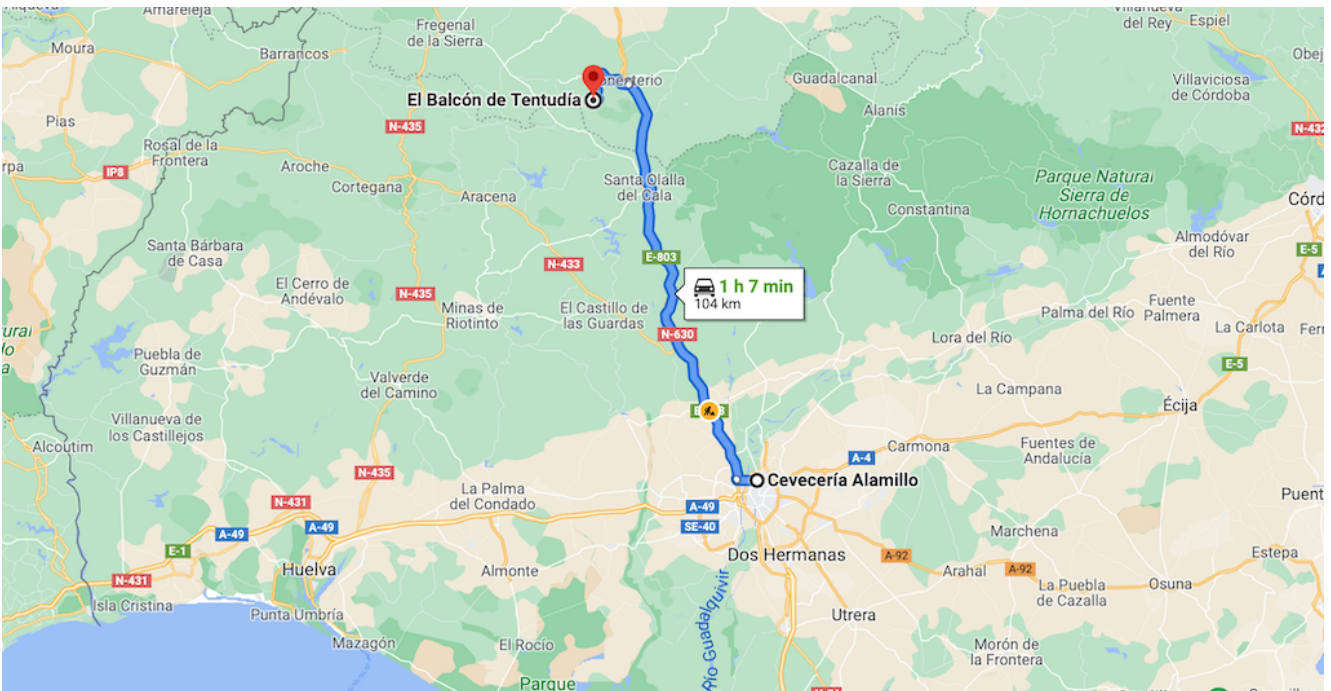 Amareleja
Fregenal
de la Sierra
del Rey
Espiel
Moura
Barrancos
Guadalcanal
Villaviciosa
de Córdoba
El Balcón de Tentudía
Alanís
Pias
N-435
N-432
Rosal de la
Frontera
Aroche
IP8
Cortegana
Aracena
Santa Olalla
del Cala
Cazalla de
la Sierra
Parque Natural
Sierra de
Hornachuelos
Constantina
Santa Bárbara
de Casa
N-433
E-803
Almodóvar
del Río
E-5
El Cerro de
Andévalo
N-435
1 h 7 min
104 km
Minas de
Riotinto
El Castillo de
las Guardas
N-630
Palma del Río
Fuente
Palmera
La Carlota
Lora del Río
Puebla de
Guzmán
E-5
Valverde
del Camino
La Campana
Écija
Villanueva de
los Castillejos
Alcoutim
Carmona
Fuentes de
Andalucía
A-4
N-435
Cevecería Alamillo
La Palma
del Condado
N-431
A-49
SE-40
A-49
A-49
Marchena
E-1
Dos Hermanas
A-92
Estepa
Huelva
Almonte
Arahal
A-92
N-431
La Puebla
de Cazalla
Osuna
Isla Cristina
Punta Umbría
Río Guadalquivir
Utrera
Mazagón
El Rocío
Morón de
la Frontera
Parque